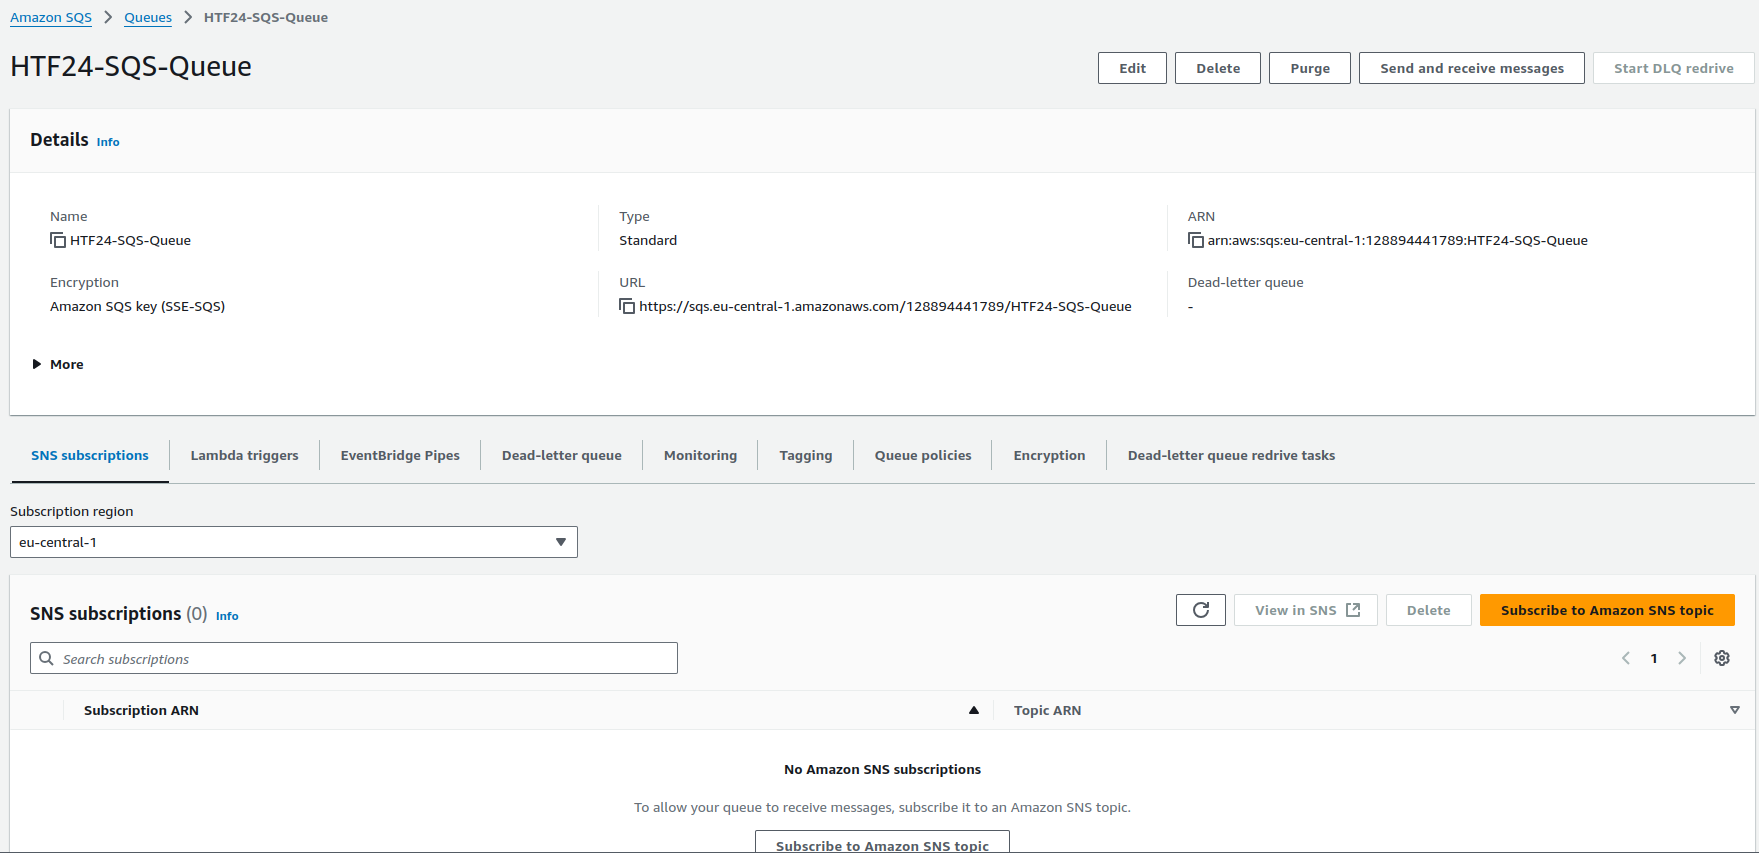 Amazon SQS > Queues > HTF24-SQS-Queue
HTF24-SQS-Queue
Edit Delete Purge Send and receive messages Start DLQ redrive
Details Info
Name Type ARN
HTF24-SQS-Queue Standard arn:aws:sqs:eu-central-1:128894441789:HTF24-SQS-Queue
Encryption URL Dead-letter queue
Amazon SQS key (SSE-SQS) https://sqs.eu-central-1.amazonaws.com/128894441789/HTF24-SQS-Queue -
More
SNS subscriptions Lambda triggers EventBridge Pipes Dead-letter queue Monitoring Tagging Queue policies Encryption Dead-letter queue redrive tasks
Subscription region
eu-central-1
SNS subscriptions (0) Info View in SNS Delete Subscribe to Amazon SNS topic
Search subscriptions 1
Subscription ARN Topic ARN
No Amazon SNS subscriptions
To allow your queue to receive messages, subscribe it to an Amazon SNS topic.
Subscribe to Amazon SNS topic